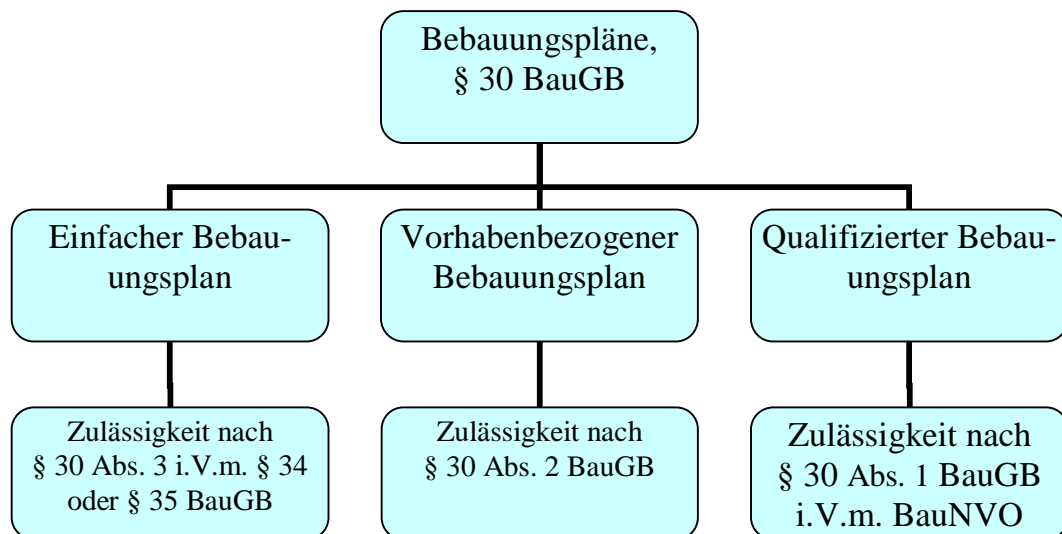 Bebauungspläne,
§ 30 BauGB
Einfacher Bebau-
ungsplan
Vorhabenbezogener
Bebauungsplan
Qualifizierter Bebau-
ungsplan
Zulässigkeit nach
§ 30 Abs. 3 i.V.m. § 34
oder § 35 BauGB
Zulässigkeit nach
§ 30 Abs. 2 BauGB
Zulässigkeit nach
§ 30 Abs. 1 BauGB
i.V.m. BauNVO